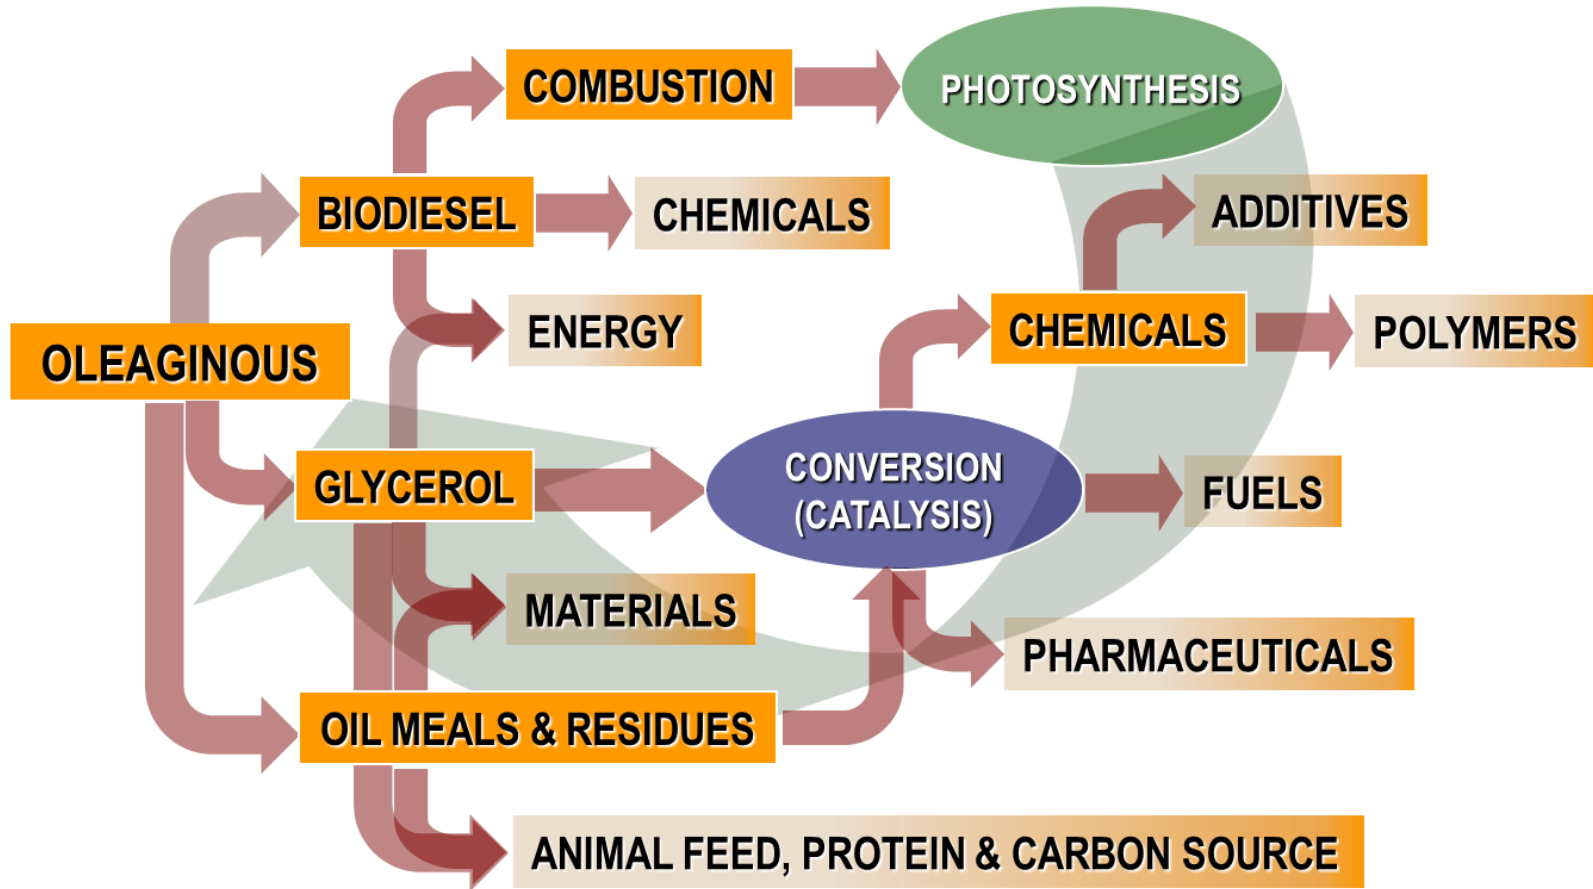 COMBUSTION
PHOTOSYNTHESIS
BIODIESEL
CHEMICALS
ADDITIVES
OLEAGINOUS
ENERGY
CHEMICALS
POLYMERS
GLYCEROL
CONVERSION
(CATALYSIS)
FUELS
MATERIALS
PHARMACEUTICALS
OIL MEALS & RESIDUES
ANIMAL FEED, PROTEIN & CARBON SOURCE